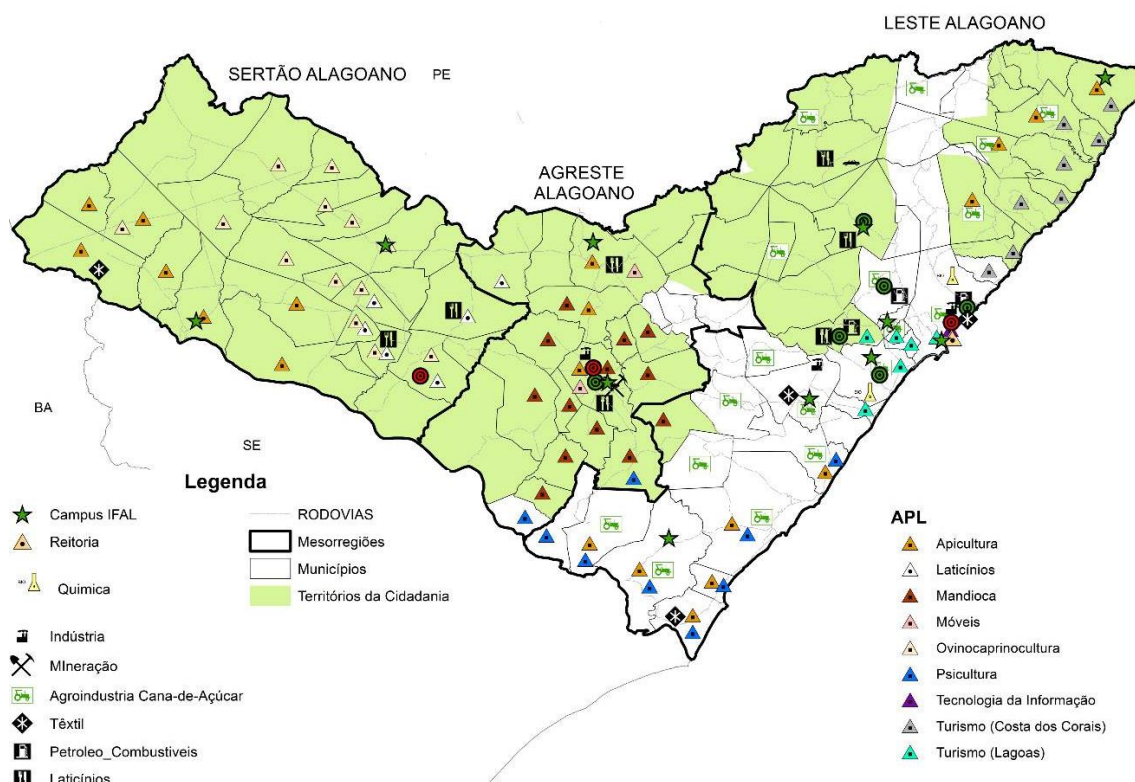 LESTE ALAGOANO
SERTÃO ALAGOANO
PE
AGRESTE
ALAGOANO
BA
SE
Legenda
Campus IFAL
Reitoria
Quimica
Indústria
MIneração
Agroindustria Cana-de-Açúcar
Têxtil
Petroleo_Combustiveis
Laticínios
RODOVIAS
Mesorregiões
Municípios
Territórios da Cidadania
APL
Apicultura
Laticínios
Mandioca
Móveis
Ovinocaprinocultura
Psicultura
Tecnologia da Informação
Turismo (Costa dos Corais)
Turismo (Lagoas)